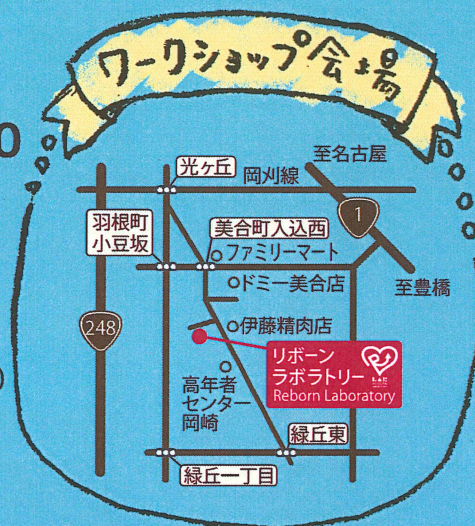 ワークショップ会場
光ヶ丘
岡刈線
至名古屋
1
羽根町
小豆坂
美合町入込西
ファミリーマート
ドミー美合店
至豊橋
248
伊藤精肉店
リボーン
ラボラトリー
Reborn Laboratory
高年者
センター
岡崎
緑丘東
緑丘一丁目